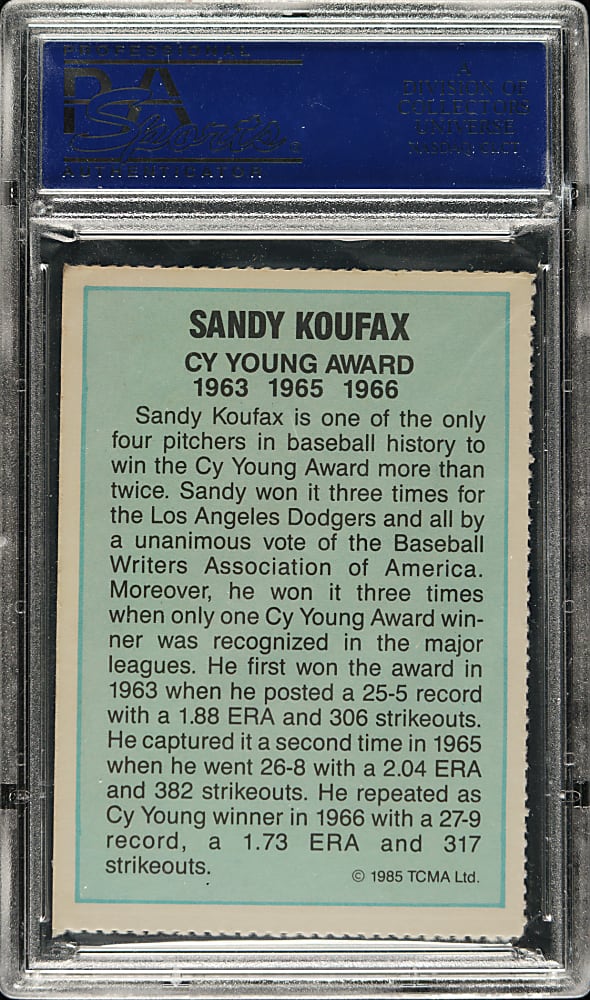 PROFESSIONAL
PSA
AUTHENTICATOR
A
DIVISION OF
COLLECTORS
UNIVERSE
NASDAQ: CLCT
SANDY KOUFAX
CY YOUNG AWARD
1963 1965 1966
Sandy Koufax is one of the only
four pitchers in baseball history to
win the Cy Young Award more than
twice. Sandy won it three times for
the Los Angeles Dodgers and all by
a unanimous vote of the Baseball
Writers Association of America.
Moreover, he won it three times
when only one Cy Young Award win-
ner was recognized in the major
leagues. He first won the award in
1963 when he posted a 25-5 record
with a 1.88 ERA and 306 strikeouts.
He captured it a second time in 1965
when he went 26-8 with a 2.04 ERA
and 382 strikeouts. He repeated as
Cy Young winner in 1966 with a 27-9
record, a 1.73 ERA and 317
strikeouts.
© 1985 TCMA Ltd.